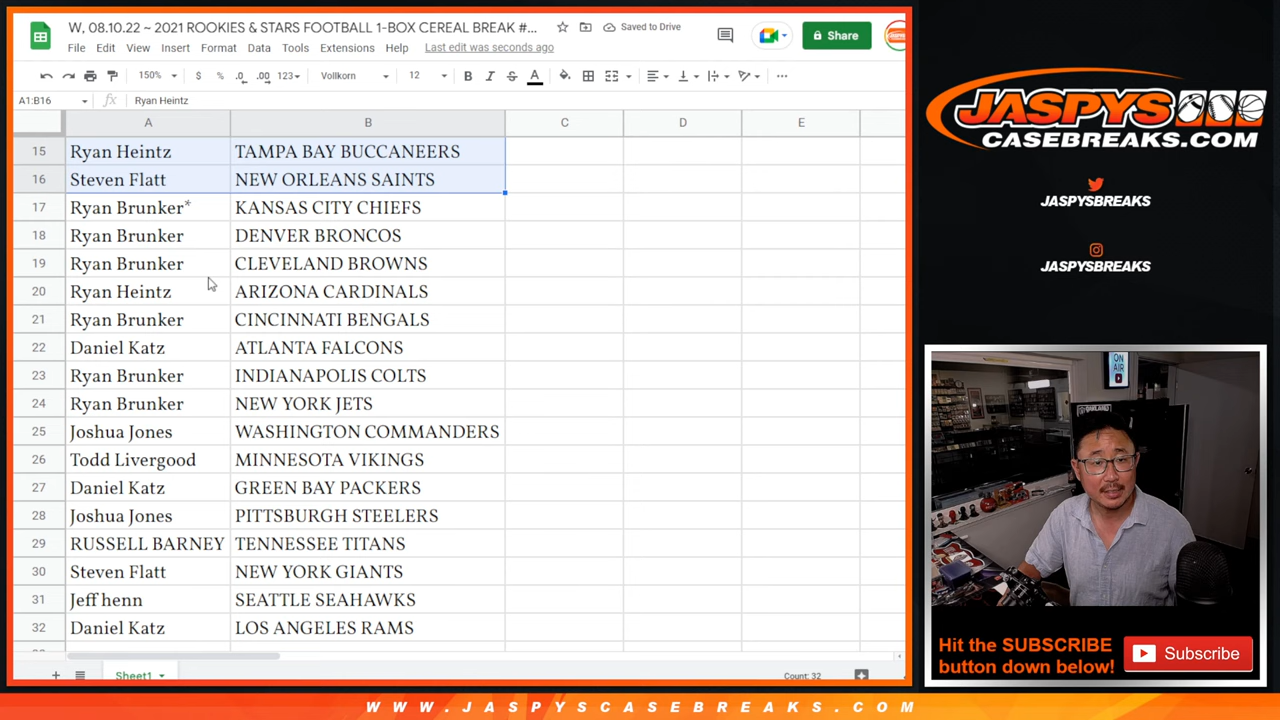 W, 08.10.22 ~ 2021 ROOKIES & STARS FOOTBALL 1-BOX CEREAL BREAK #...
Saved to Drive
File Edit View Insert Format Data Tools Extensions Help Last edit was seconds ago
Share
150% $ % .0 .00 123 Vollkorn 12 B I S A
A1:B16 fx Ryan Heintz
A B C D E
15 Ryan Heintz TAMPA BAY BUCCANEERS
16 Steven Flatt NEW ORLEANS SAINTS
17 Ryan Brunker* KANSAS CITY CHIEFS
18 Ryan Brunker DENVER BRONCOS
19 Ryan Brunker CLEVELAND BROWNS
20 Ryan Heintz ARIZONA CARDINALS
21 Ryan Brunker CINCINNATI BENGALS
22 Daniel Katz ATLANTA FALCONS
23 Ryan Brunker INDIANAPOLIS COLTS
24 Ryan Brunker NEW YORK JETS
25 Joshua Jones WASHINGTON COMMANDERS
26 Todd Livergood MINNESOTA VIKINGS
27 Daniel Katz GREEN BAY PACKERS
28 Joshua Jones PITTSBURGH STEELERS
29 RUSSELL BARNEY TENNESSEE TITANS
30 Steven Flatt NEW YORK GIANTS
31 Jeff henn SEATTLE SEAHAWKS
32 Daniel Katz LOS ANGELES RAMS
Sheet1
Count: 32
JASPYS
CASEBREAKS.COM
JASPYSBREAKS
JASPYSBREAKS
ON
AIR
Hit the SUBSCRIBE
button down below!
Subscribe
WWW.JASPYSCASEBREAKS.COM